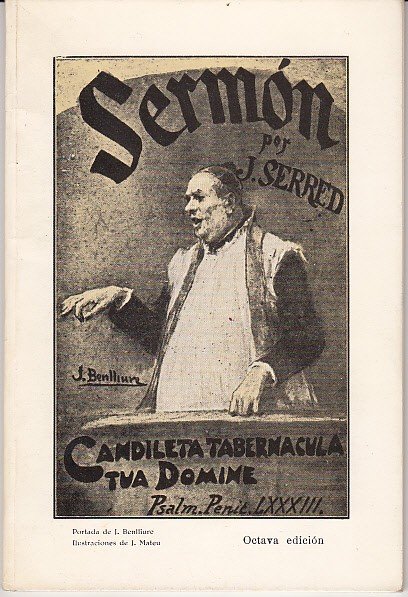 Sermón
por
J. SERRED
J. Benlliure
CANDILETA TABERNACULA
TUA DOMINE
Psalm. Penit. LXXXIII.
Portada de J. Benlliure
Ilustraciones de J. Mateu
Octava edición